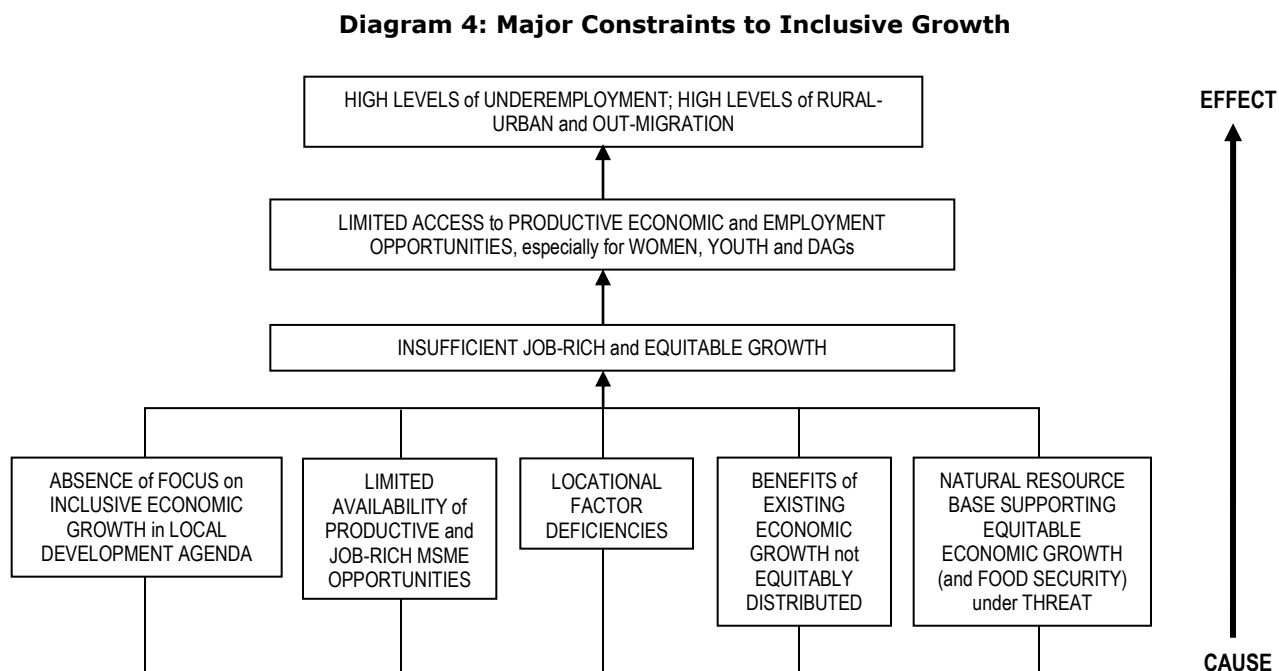 Diagram 4: Major Constraints to Inclusive Growth
HIGH LEVELS of UNDEREMPLOYMENT; HIGH LEVELS of RURAL-
URBAN and OUT-MIGRATION
EFFECT
LIMITED ACCESS to PRODUCTIVE ECONOMIC and EMPLOYMENT
OPPORTUNITIES, especially for WOMEN, YOUTH and DAGs
INSUFFICIENT JOB-RICH and EQUITABLE GROWTH
ABSENCE of FOCUS on
INCLUSIVE ECONOMIC
GROWTH in LOCAL
DEVELOPMENT AGENDA
LIMITED
AVAILABILITY of
PRODUCTIVE and
JOB-RICH MSME
OPPORTUNITIES
LOCATIONAL
FACTOR
DEFICIENCIES
BENEFITS of
EXISTING
ECONOMIC
GROWTH not
EQUITABLY
DISTRIBUTED
NATURAL RESOURCE
BASE SUPPORTING
EQUITABLE
ECONOMIC GROWTH
(and FOOD SECURITY)
under THREAT
CAUSE